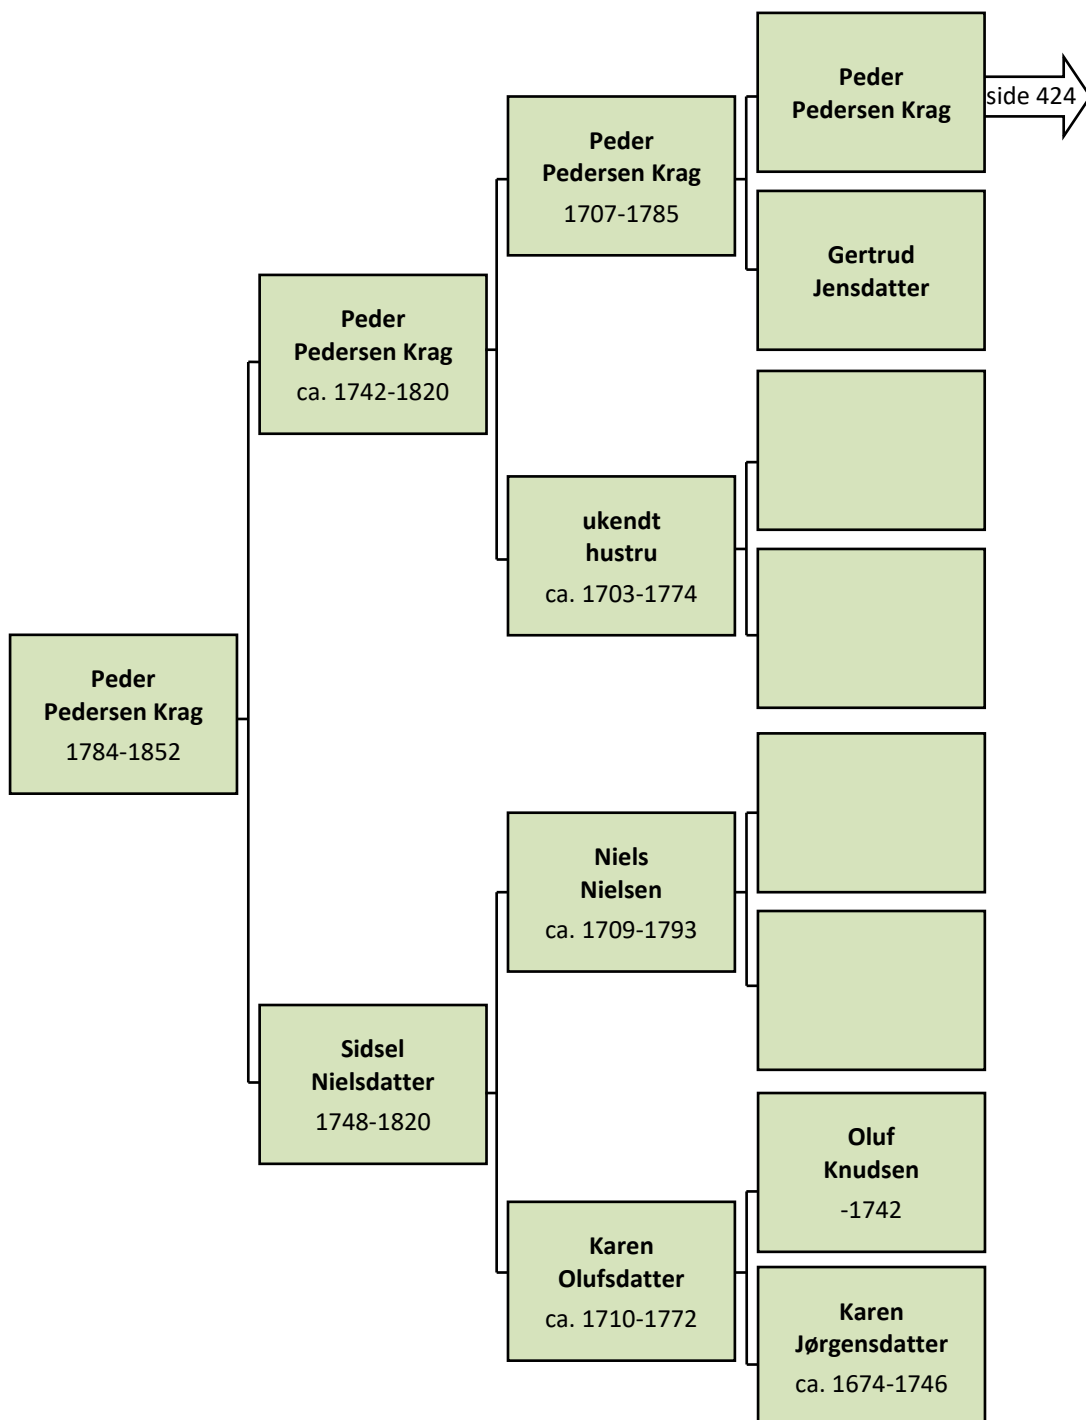 Peder
Pedersen Krag
side 424
Peder
Pedersen Krag
1707-1785
Gertrud
Jensdatter
Peder
Pedersen Krag
ca. 1742-1820
ukendt
hustru
ca. 1703-1774
Peder
Pedersen Krag
1784-1852
Niels
Nielsen
ca. 1709-1793
Sidsel
Nielsdatter
1748-1820
Oluf
Knudsen
-1742
Karen
Olufsdatter
ca. 1710-1772
Karen
Jørgensdatter
ca. 1674-1746